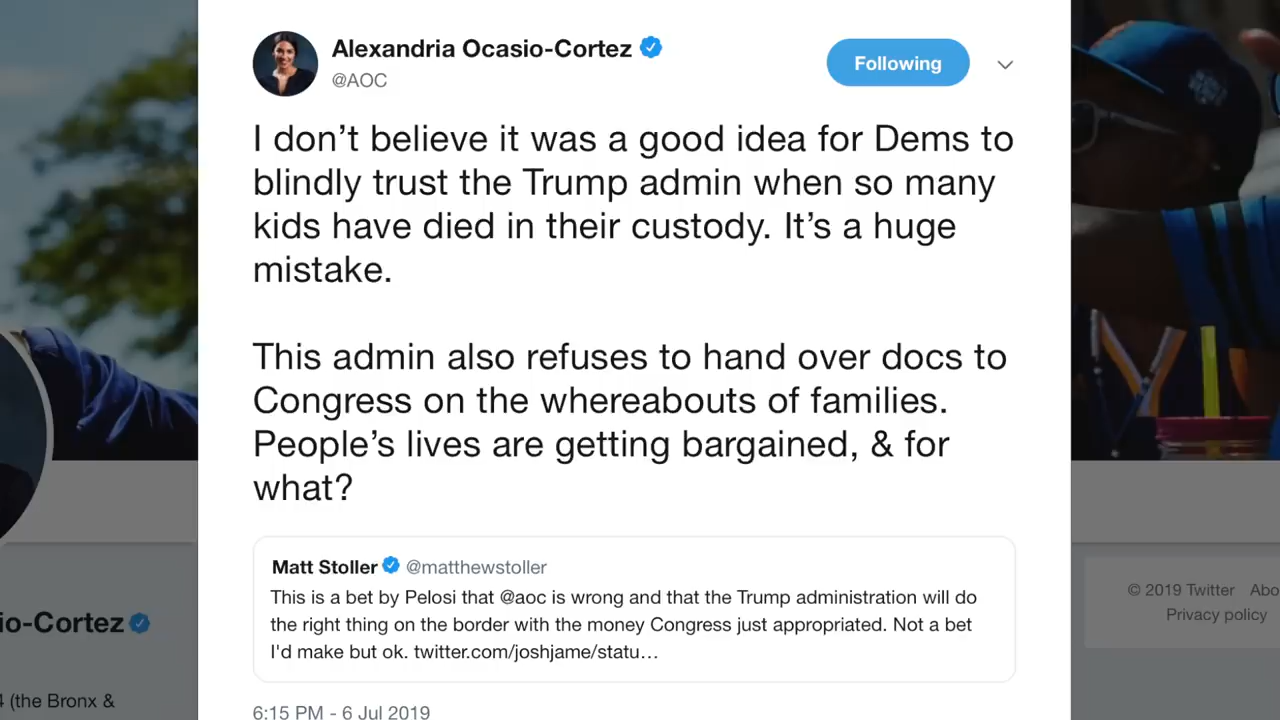 Alexandria Ocasio-Cortez
@AOC
Following
I don’t believe it was a good idea for Dems to
blindly trust the Trump admin when so many
kids have died in their custody. It’s a huge
mistake.
This admin also refuses to hand over docs to
Congress on the whereabouts of families.
People’s lives are getting bargained, & for
what?
Matt Stoller @matthewstoller
This is a bet by Pelosi that @aoc is wrong and that the Trump administration will do
the right thing on the border with the money Congress just appropriated. Not a bet
I'd make but ok. twitter.com/joshjame/statu…
6:15 PM - 6 Jul 2019
io-Cortez
(the Bronx &
© 2019 Twitter Abo
Privacy policy